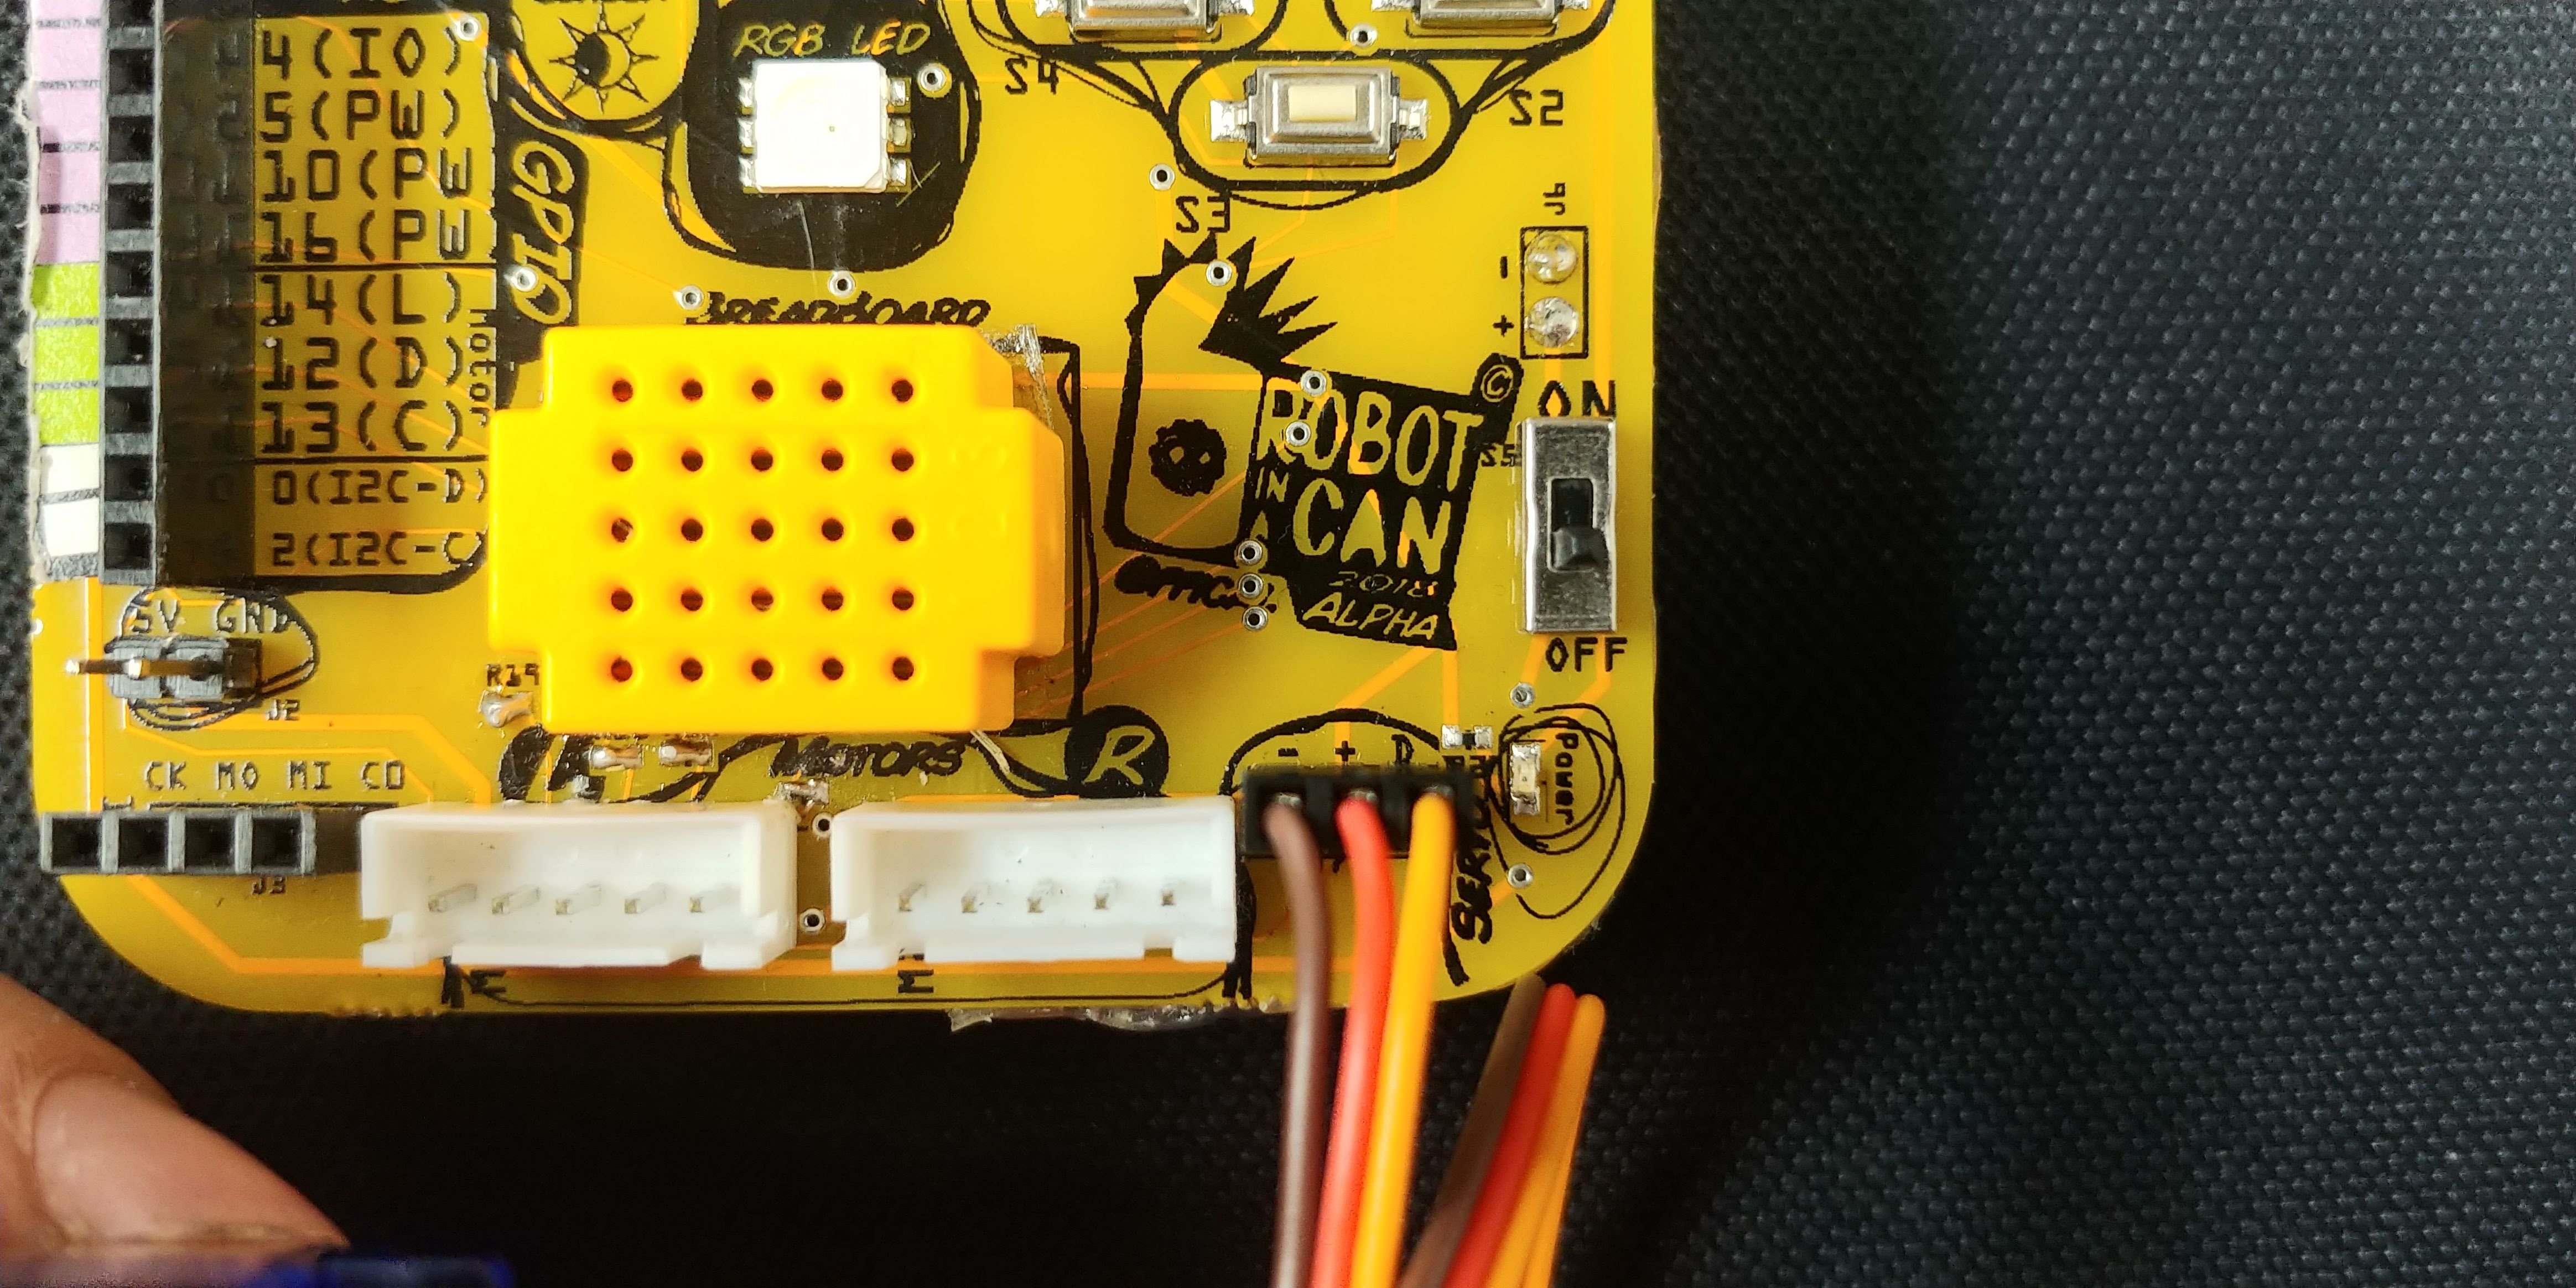 4(IO)
5(PW)
10(PW
16(PW
14(L)
12(D)
13(C)
0(I2C-D)
2(I2C-C)
Motor
GPIO
RGB LED
S4
S2
S3
J6
-
+
BREADBOARD
©
ROBOT
IN A
CAN
2018
ALPHA
ON
S5
OFF
5V GND
J2
R19
CK MO MI CD
J3
MOTORS
R
- + D
Power